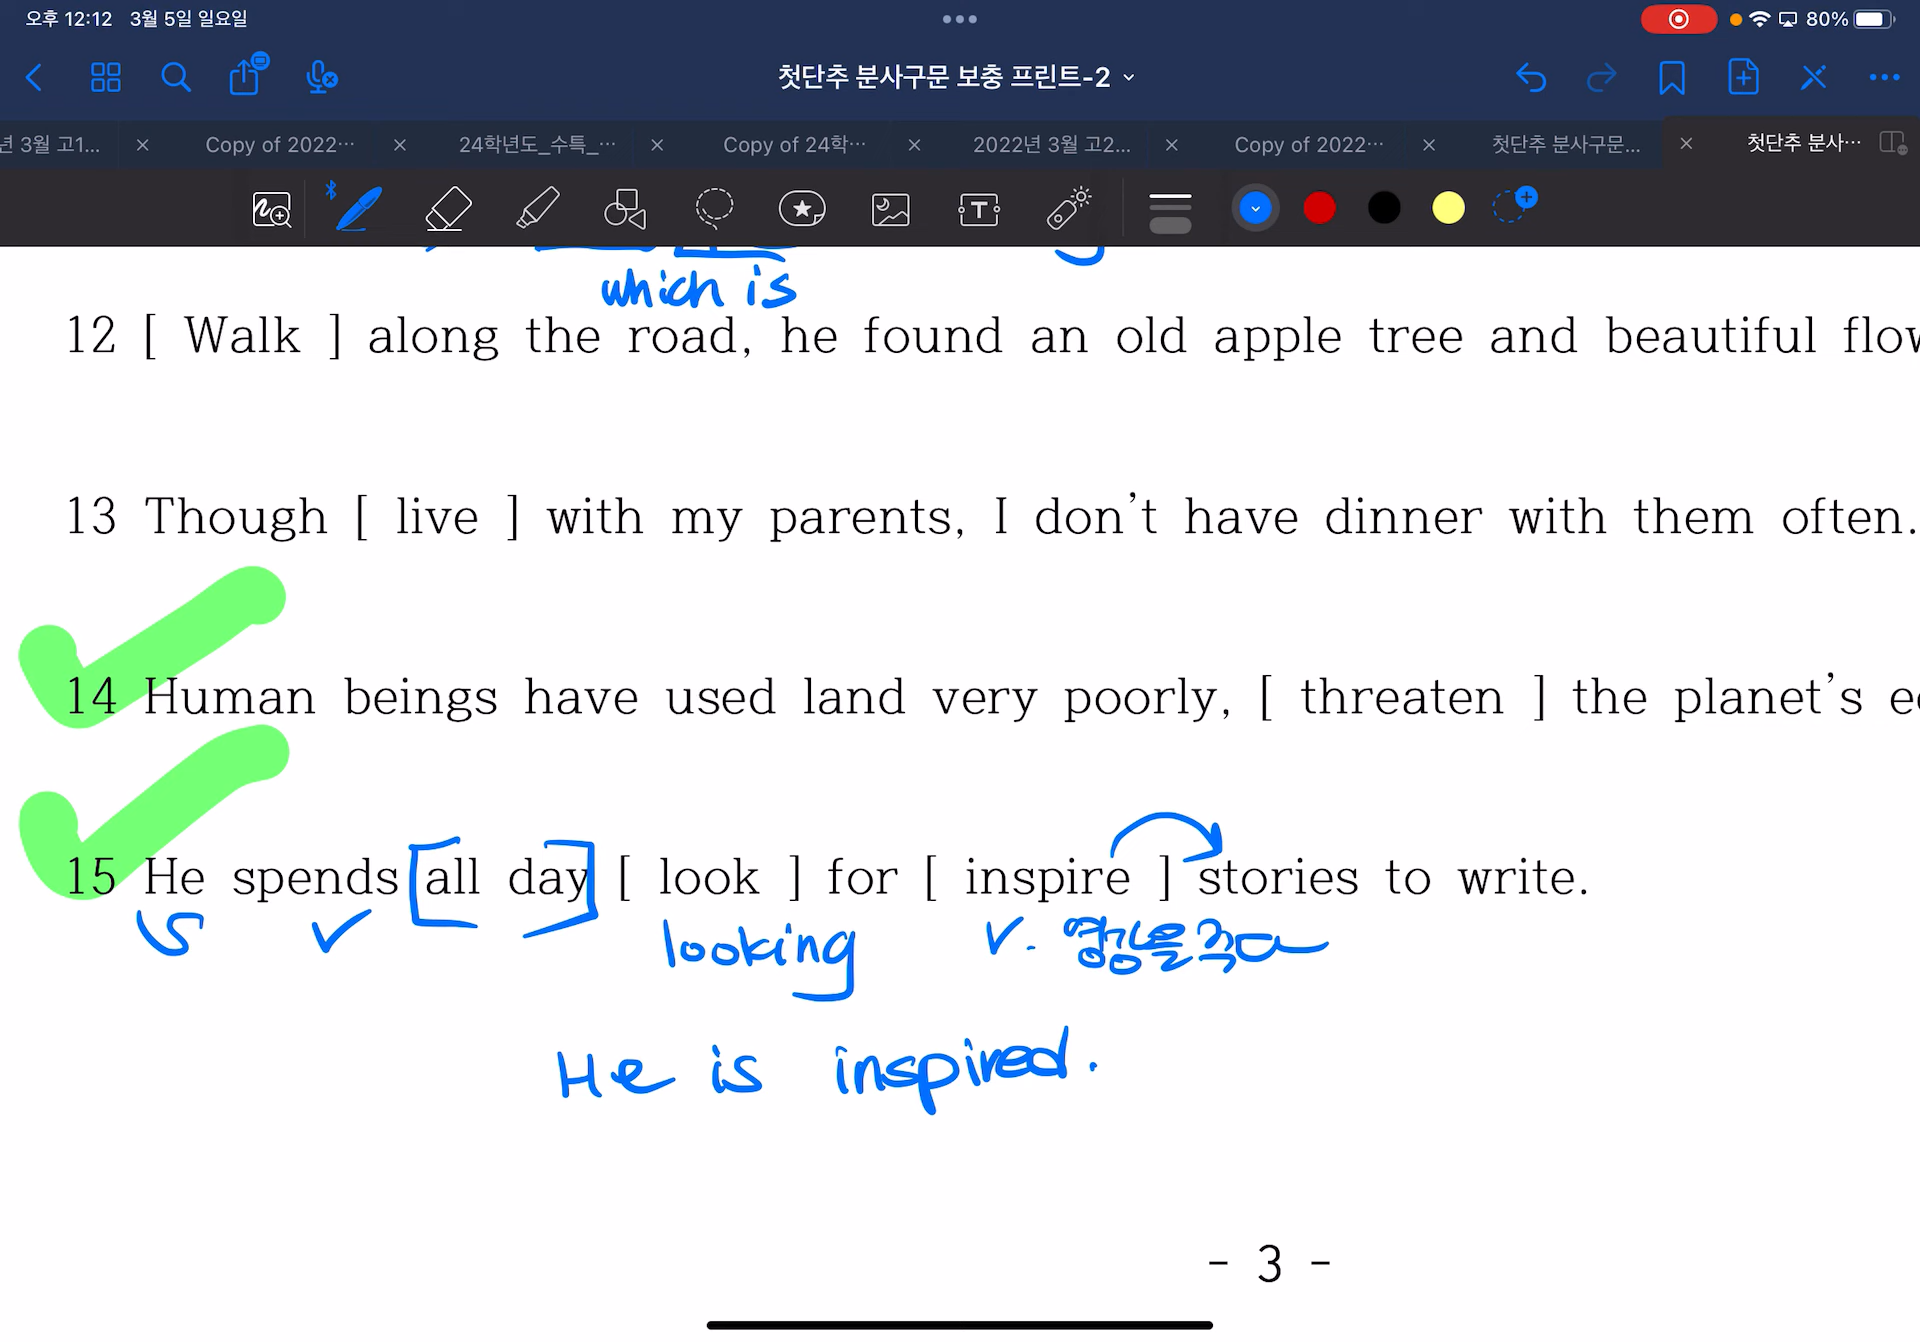 오후 12:12 3월 5일 일요일
80%
첫단추 분사구문 보충 프린트-2
년 3월 고1...
Copy of 2022...
24학년도_수특_...
Copy of 24학...
2022년 3월 고2...
Copy of 2022...
첫단추 분사구문...
첫단추 분사...
which is
12 [ Walk ] along the road, he found an old apple tree and beautiful flow
13 Though [ live ] with my parents, I don't have dinner with them often.
14 Human beings have used land very poorly, [ threaten ] the planet's ec
15 He spends [all day] [ look ] for [ inspire ] stories to write.
S V looking v. 영감을 주다
He is inspired.
- 3 -